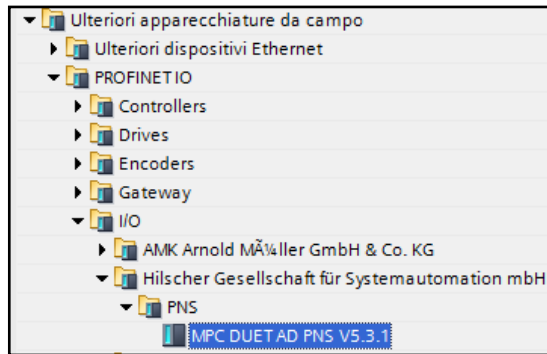 Ulteriori apparecchiature da campo
Ulteriori dispositivi Ethernet
PROFINET IO
Controllers
Drives
Encoders
Gateway
I/O
AMK Arnold MÃ¼ller GmbH & Co. KG
Hilscher Gesellschaft für Systemautomation mbH
PNS
MPC DUET AD PNS V5.3.1